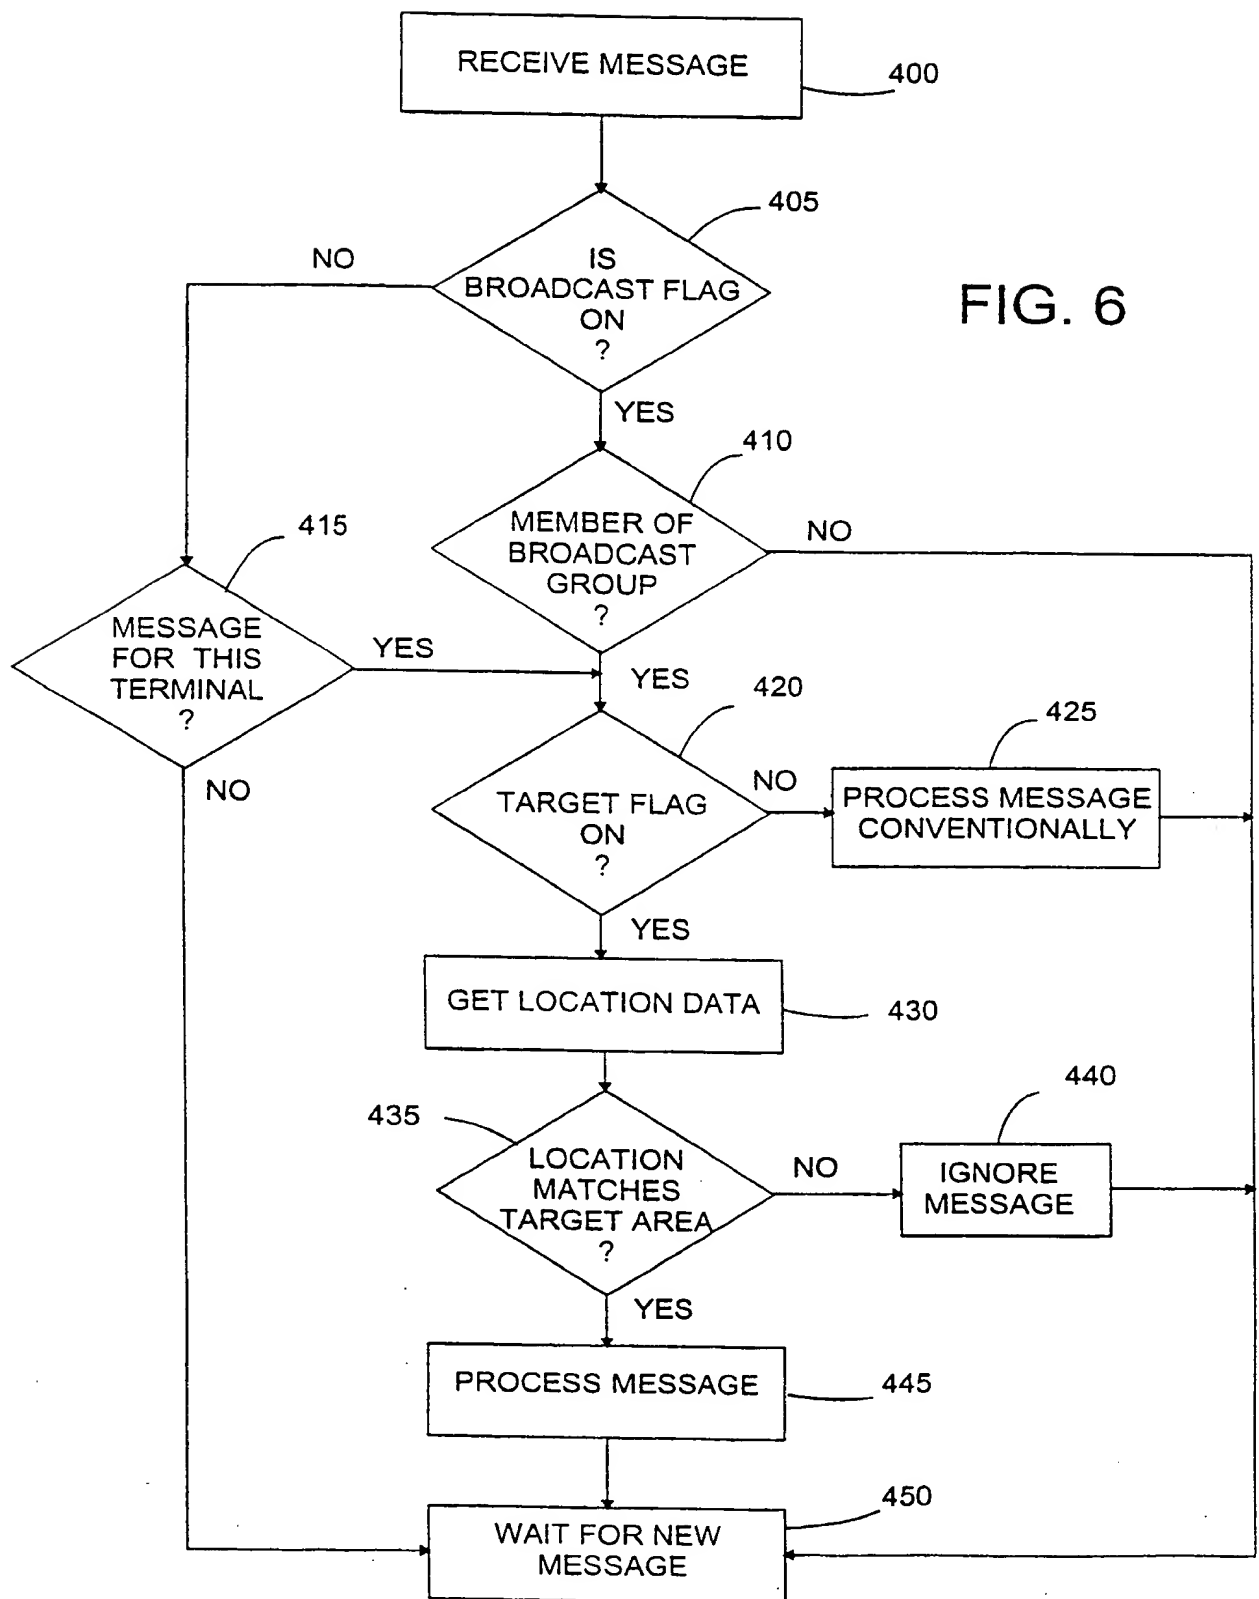 RECEIVE MESSAGE
400
405
NO
IS
BROADCAST FLAG
ON
?
FIG. 6
YES
410
MEMBER OF
BROADCAST
GROUP
?
NO
415
MESSAGE
FOR THIS
TERMINAL
?
YES
YES
NO
420
TARGET FLAG
ON
?
NO
425
PROCESS MESSAGE
CONVENTIONALLY
YES
GET LOCATION DATA
430
435
LOCATION
MATCHES
TARGET AREA
?
NO
440
IGNORE
MESSAGE
YES
PROCESS MESSAGE
445
450
WAIT FOR NEW
MESSAGE